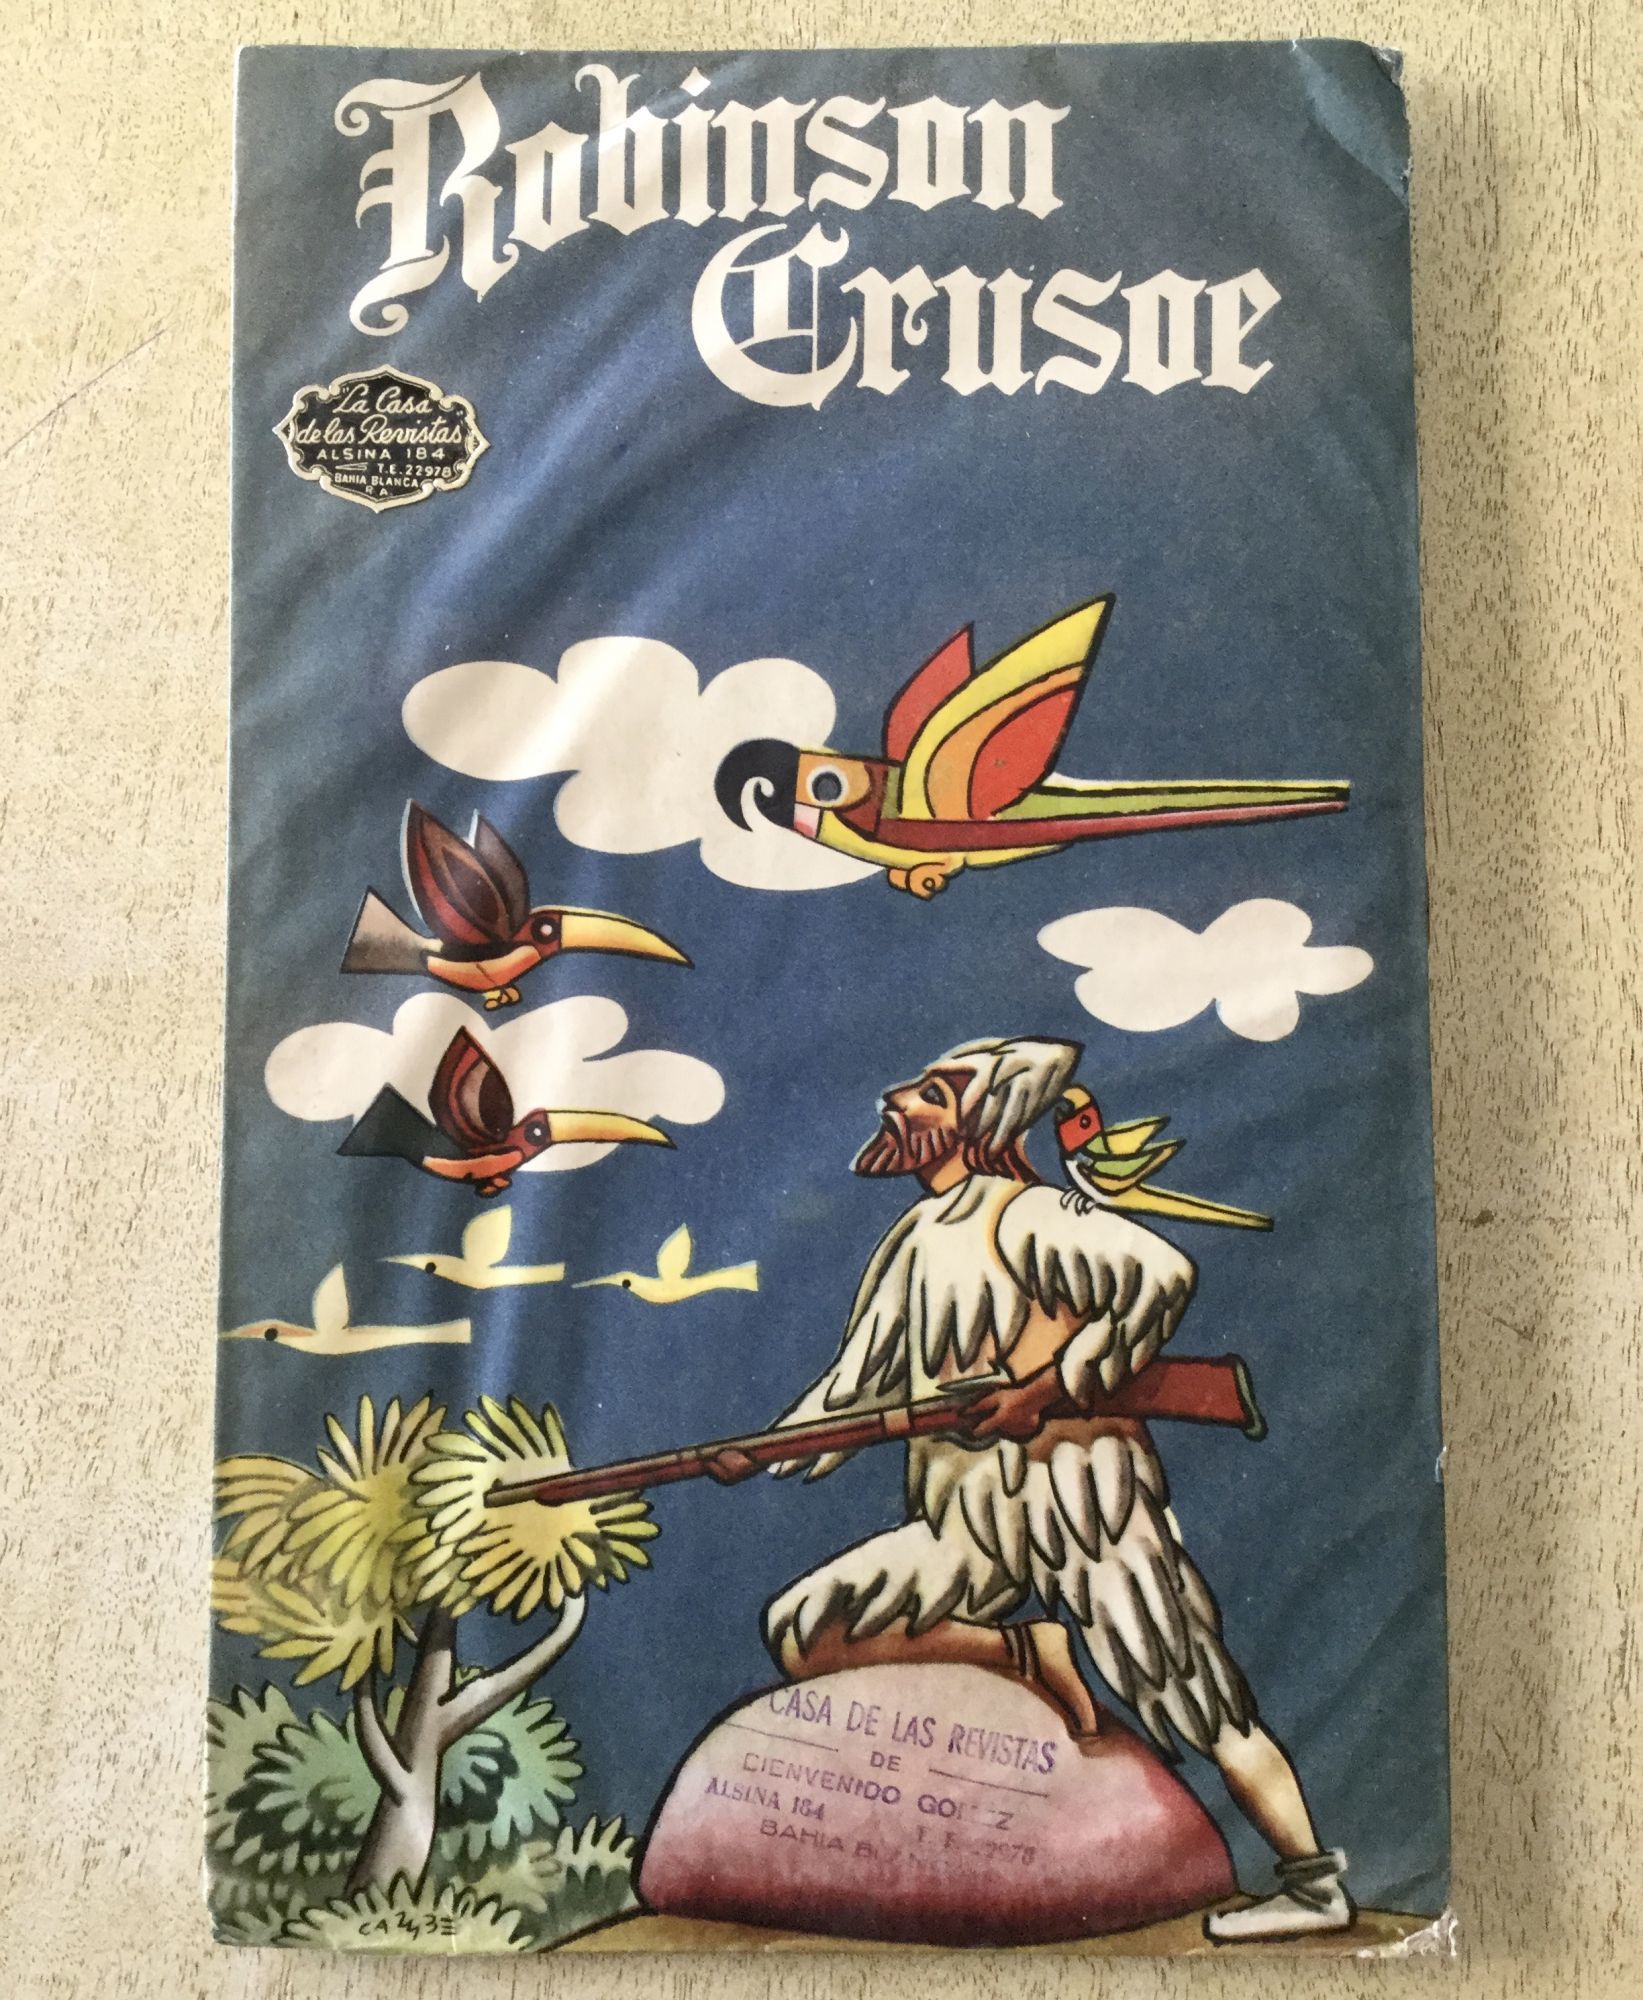 Robinson
Crusoe
"La Casa
de las Revistas"
ALSINA 184
T.E. 22978
BAHIA BLANCA
R.A.
CASA DE LAS REVISTAS
DE
BIENVENIDO
ALSINA 184
BAHIA